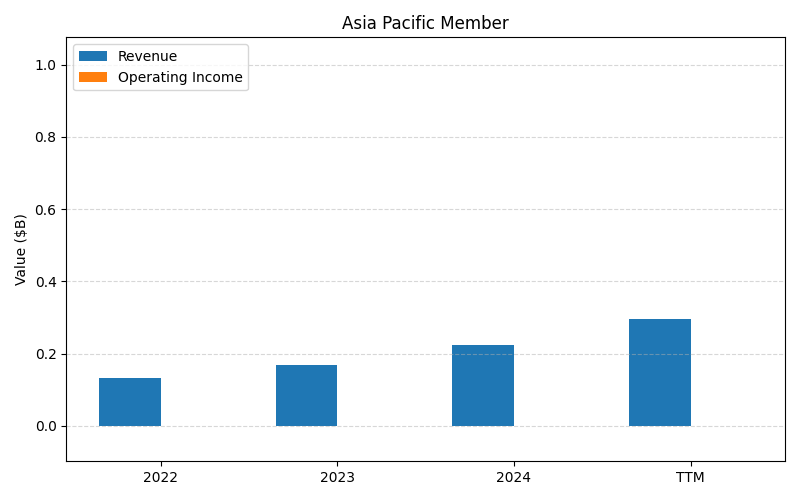 Asia Pacific Member
Revenue
Operating Income
Value ($B)
1.0
0.8
0.6
0.4
0.2
0.0
2022 2023 2024 TTM